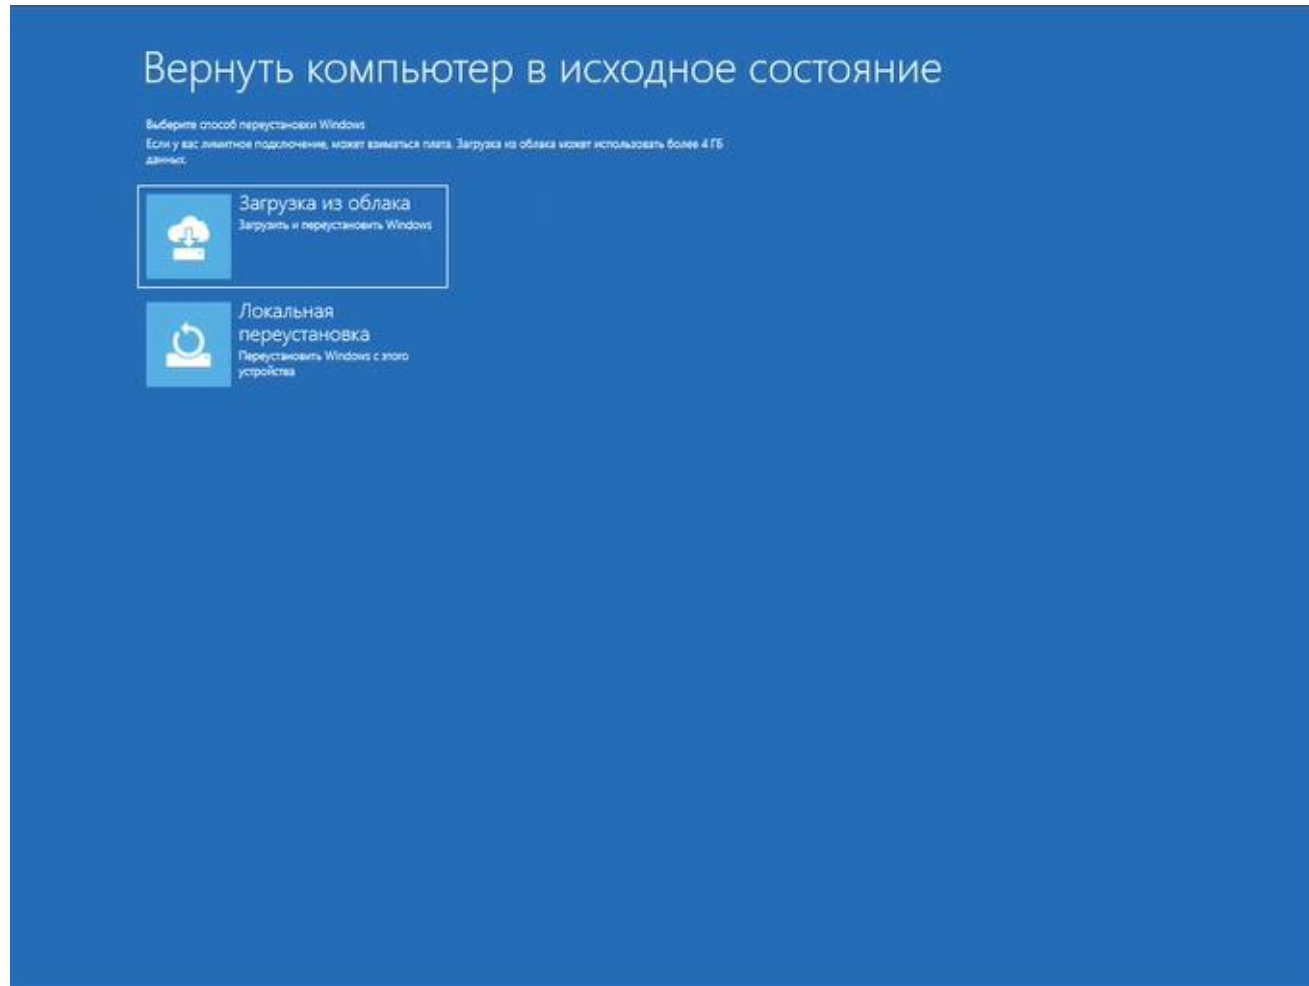 Вернуть компьютер в исходное состояние
Выберите способ переустановки Windows
Если у вас лимитное подключение, может взиматься плата. Загрузка из облака может использовать более 4 ГБ
данных.
Загрузка из облака
Загрузить и переустановить Windows
Локальная
переустановка
Переустановить Windows с этого
устройства